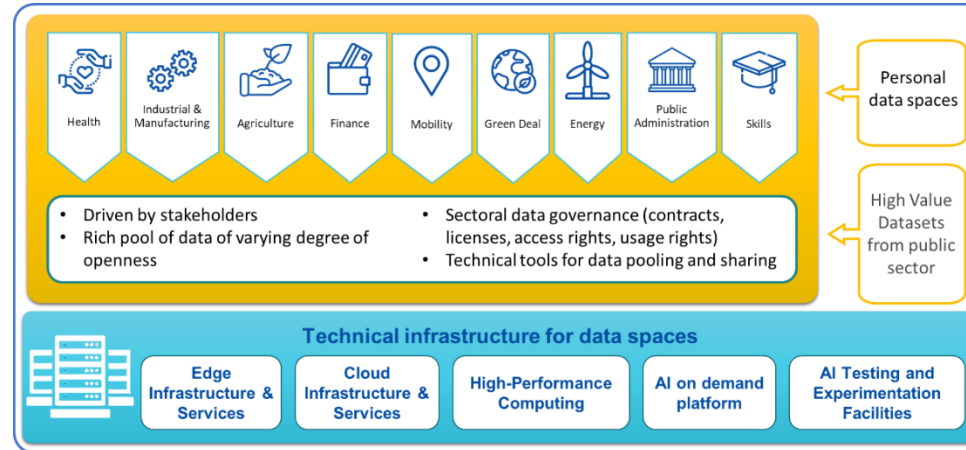 Health
Industrial &
Manufacturing
Agriculture
Finance
Mobility
Green Deal
Energy
Public
Administration
Skills
Personal
data spaces
• Driven by stakeholders
• Rich pool of data of varying degree of
openness
• Sectoral data governance (contracts,
licenses, access rights, usage rights)
• Technical tools for data pooling and sharing
High Value
Datasets
from public
sector
Technical infrastructure for data spaces
Edge
Infrastructure &
Services
Cloud
Infrastructure &
Services
High-Performance
Computing
AI on demand
platform
AI Testing and
Experimentation
Facilities